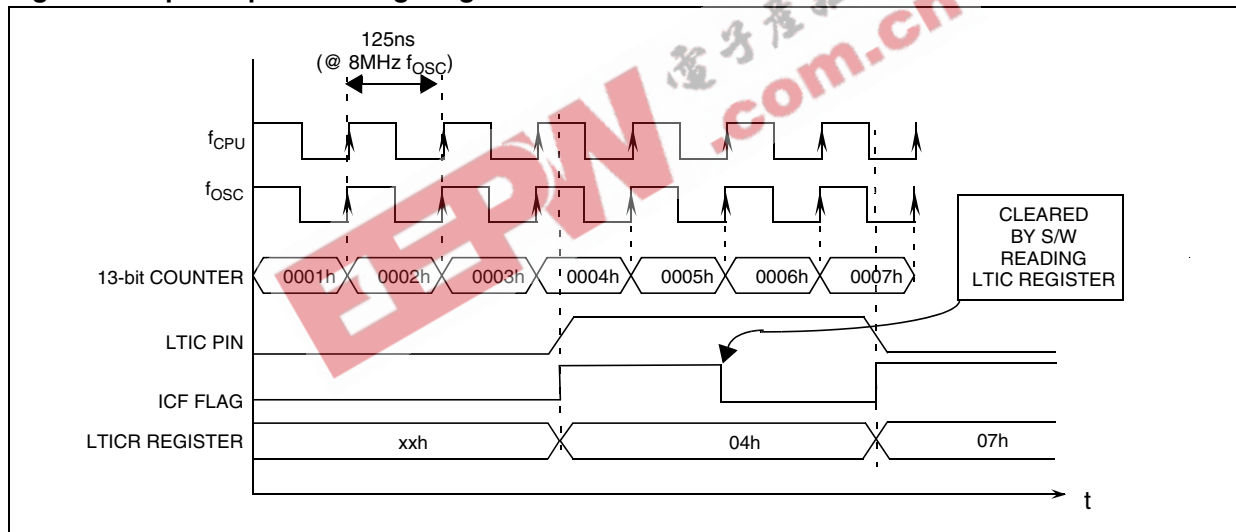 125ns
(@ 8MHz fOSC)
fCPU
fOSC
13-bit COUNTER
0001h
0002h
0003h
0004h
0005h
0006h
0007h
CLEARED
BY S/W
READING
LTIC REGISTER
LTIC PIN
ICF FLAG
LTICR REGISTER
xxh
04h
07h
t
EEPW
.com.cn